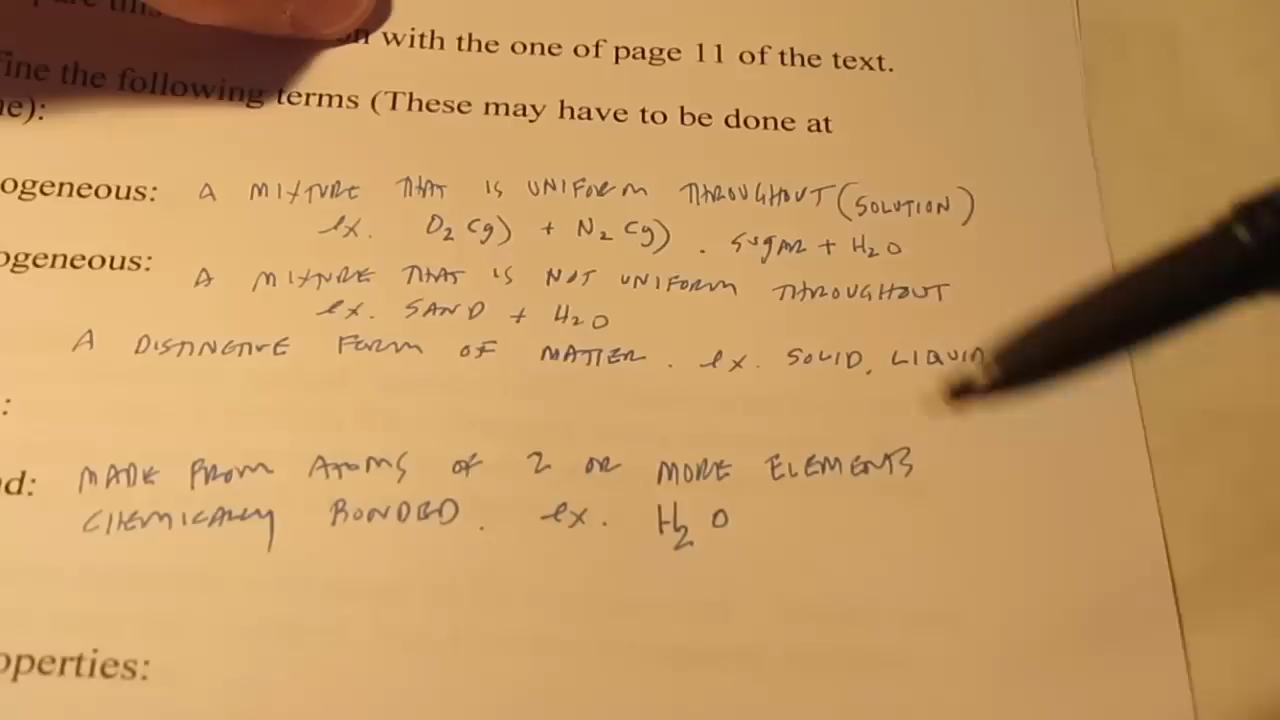 with the one of page 11 of the text.
fine the following terms (These may have to be done at
ne):
ogeneous: A MIXTURE THAT IS UNIFORM THROUGHOUT (SOLUTION)
ex. O2 (g) + N2 (g). Sugar + H2O
ogeneous: A MIXTURE THAT IS NOT UNIFORM THROUGHOUT
ex. SAND + H2O
A DISTINCTIVE FORM OF MATTER. ex. SOLID, LIQUID
:
d: MADE FROM ATOMS OF 2 OR MORE ELEMENTS
CHEMICALLY BONDED. ex. H2O
operties: